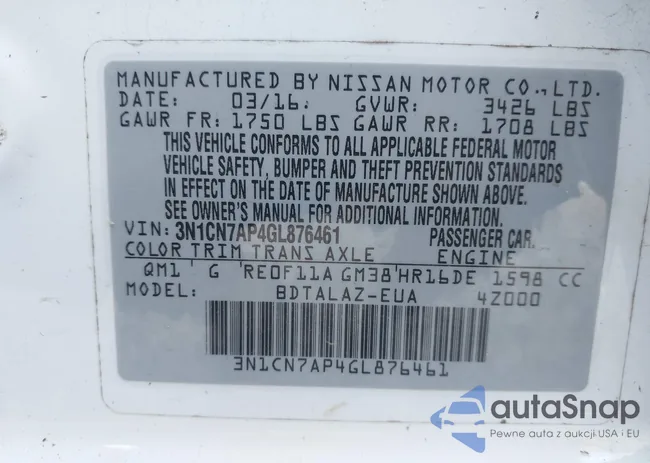 MANUFACTURED BY NISSAN MOTOR CO., LTD.
DATE: 03/16 GVWR: 3426 LBS
GAWR FR: 1750 LBS GAWR RR: 1708 LBS
THIS VEHICLE CONFORMS TO ALL APPLICABLE FEDERAL MOTOR
VEHICLE SAFETY, BUMPER AND THEFT PREVENTION STANDARDS
IN EFFECT ON THE DATE OF MANUFACTURE SHOWN ABOVE.
SEE OWNER'S MANUAL FOR ADDITIONAL INFORMATION.
VIN: 3N1CN7AP4GL876461 PASSENGER CAR
COLOR TRIM TRANS AXLE ENGINE
QM1 G RE0F11A GM38 HR16DE 1598 CC
MODEL: BDTALAZ-EUA 4Z000
3N1CN7AP4GL876461
autaSnap
Pewne auta z aukcji USA i EU